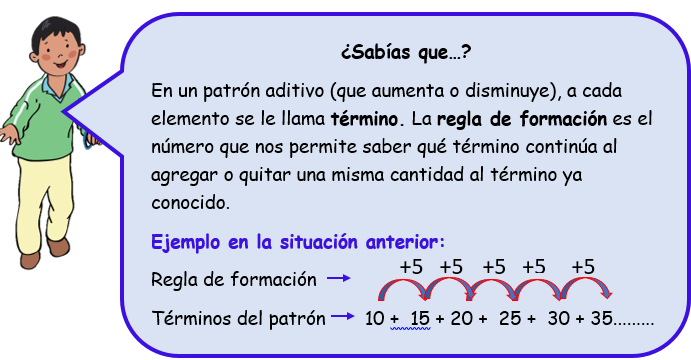 ¿Sabías que...?
En un patrón aditivo (que aumenta o disminuye), a cada
elemento se le llama término. La regla de formación es el
número que nos permite saber qué término continúa al
agregar o quitar una misma cantidad al término ya
conocido.
Ejemplo en la situación anterior:
+5 +5 +5 +5 +5
Regla de formación →
Términos del patrón → 10 + 15 + 20 + 25 + 30 + 35.........